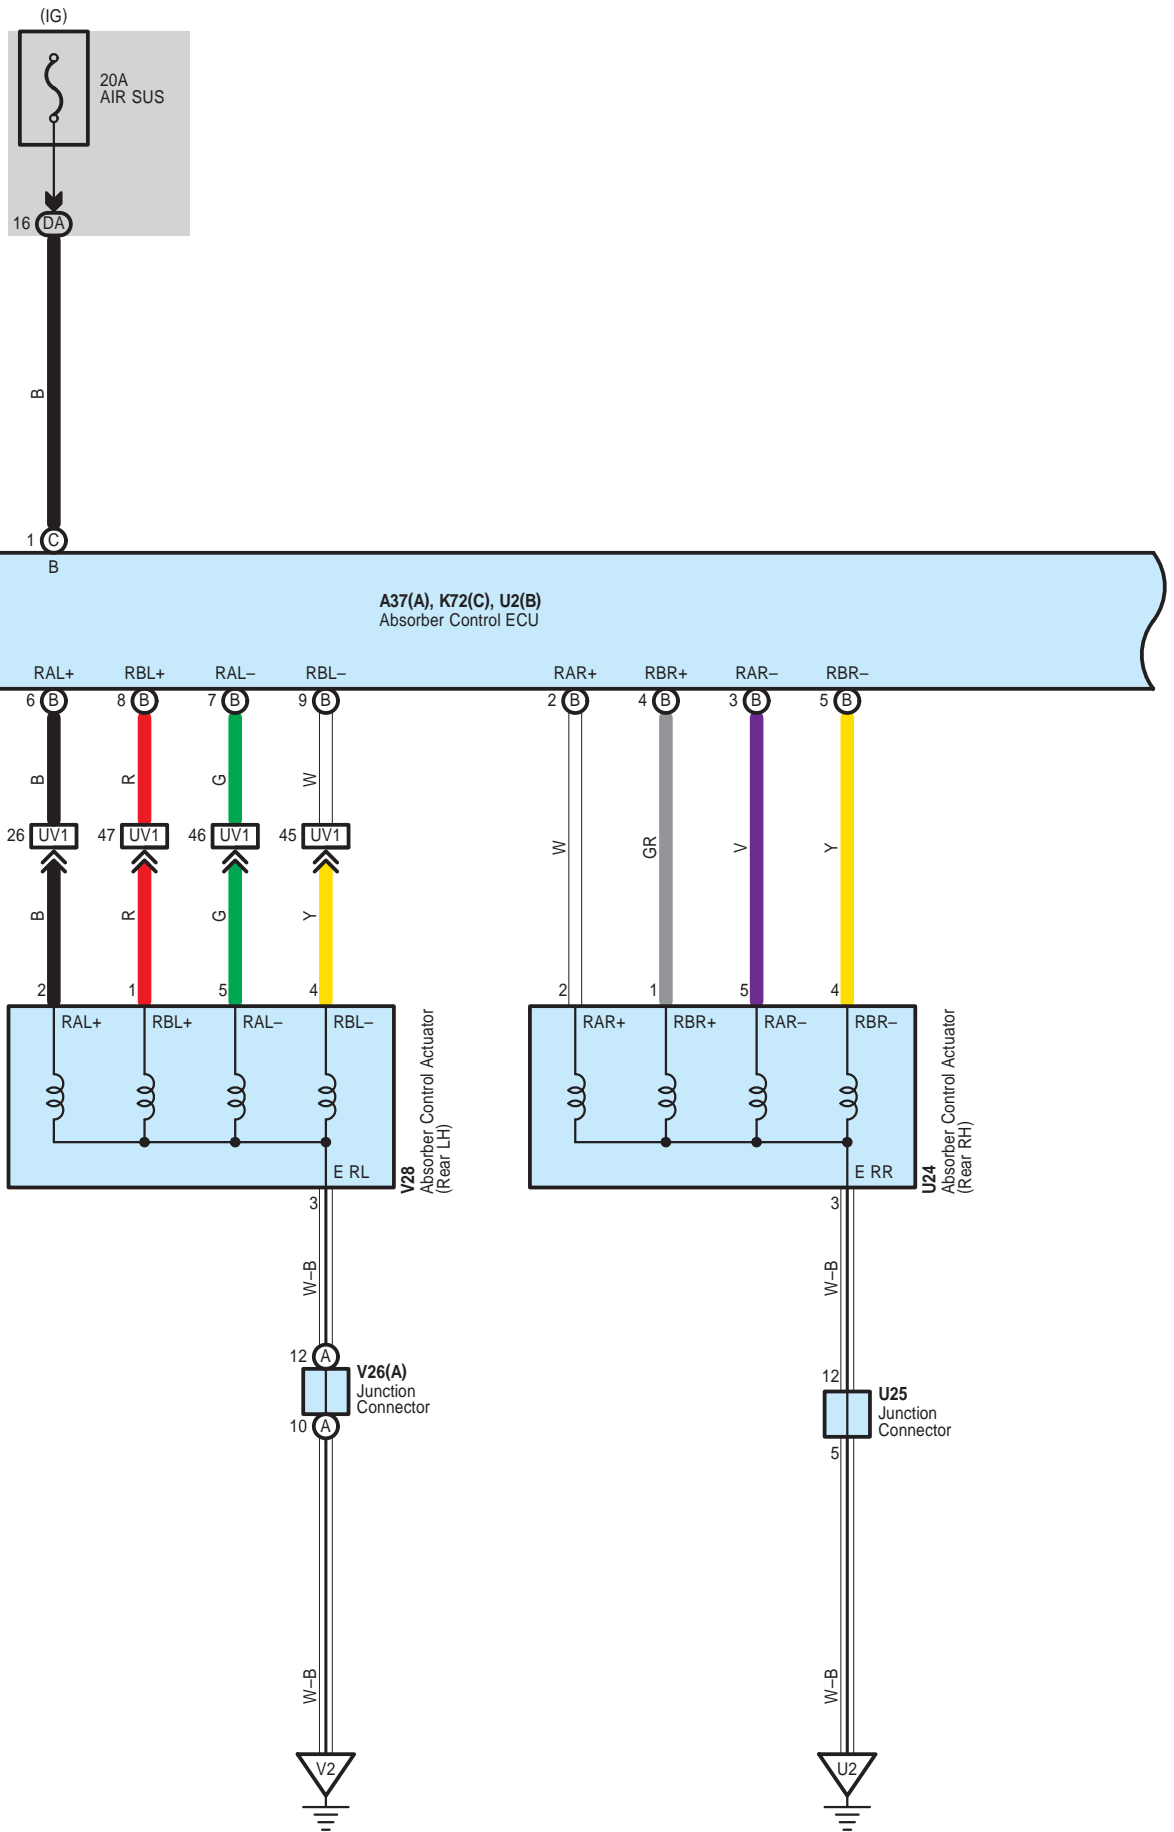 (IG)
20A
AIR SUS
16 DA
B
1 C
B
A37(A), K72(C), U2(B)
Absorber Control ECU
RAL+ RBL+ RAL– RBL– RAR+ RBR+ RAR– RBR–
6 B 8 B 7 B 9 B 2 B 4 B 3 B 5 B
B R G W
26 UV1 47 UV1 46 UV1 45 UV1
W GR V Y
B R G Y
2 1 5 4 2 1 5 4
RAL+ RBL+ RAL– RBL– RAR+ RBR+ RAR– RBR–
E RL E RR
V28
Absorber Control Actuator
(Rear LH)
U24
Absorber Control Actuator
(Rear RH)
3 3
W–B W–B
12 A
V26(A)
Junction
Connector
10 A
12
U25
Junction
Connector
5
W–B W–B
V2 U2